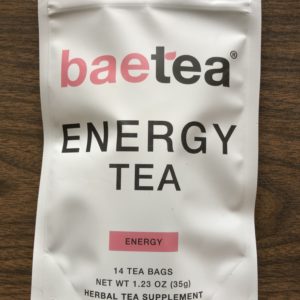 baetea®
ENERGY
TEA
ENERGY
14 TEA BAGS
NET WT 1.23 OZ (35g)
HERBAL TEA SUPPLEMENT